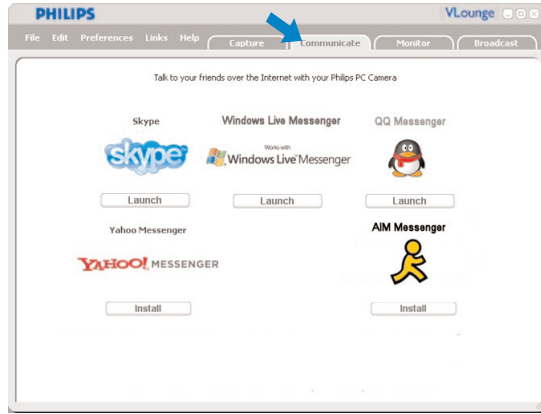 PHILIPS
VLounge
File Edit Preferences Links Help Capture Communicate Monitor Broadcast
Talk to your friends over the Internet with your Philips PC Camera
Skype Windows Live Messenger QQ Messenger
skype
Works with
Windows Live Messenger
Launch Launch Launch
Yahoo Messenger AIM Messenger
YAHOO! MESSENGER
Install Install